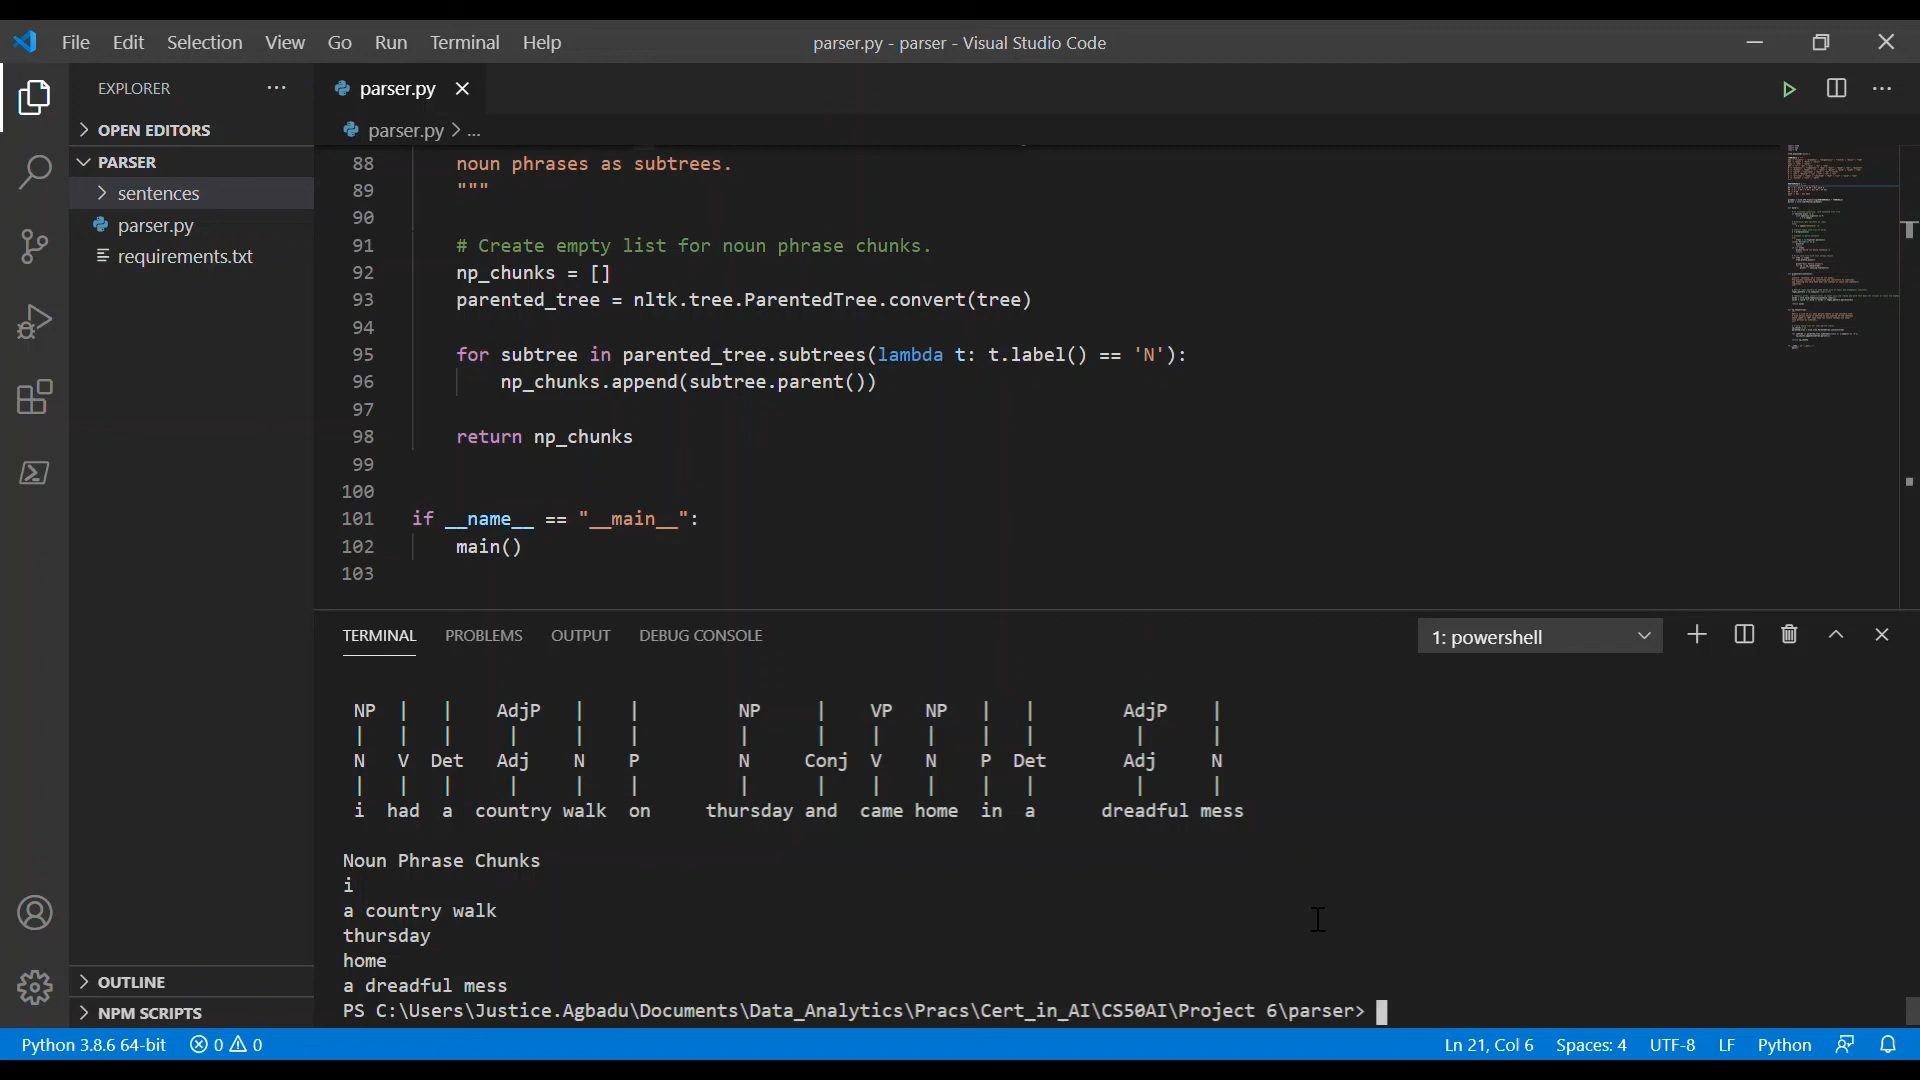 File Edit Selection View Go Run Terminal Help
parser.py - parser - Visual Studio Code
EXPLORER
parser.py
OPEN EDITORS
parser.py > ...
PARSER
sentences
parser.py
requirements.txt
88 noun phrases as subtrees.
89 """
90
91 # Create empty list for noun phrase chunks.
92 np_chunks = []
93 parented_tree = nltk.tree.ParentedTree.convert(tree)
94
95 for subtree in parented_tree.subtrees(lambda t: t.label() == 'N'):
96 np_chunks.append(subtree.parent())
97
98 return np_chunks
99
100
101 if __name__ == "__main__":
102 main()
103
TERMINAL PROBLEMS OUTPUT DEBUG CONSOLE
1: powershell
NP | | AdjP | | NP | VP NP | | AdjP |
| | | | | | | | | | | | | |
N V Det Adj N P N Conj V N P Det Adj N
| | | | | | | | | | | | | |
i had a country walk on thursday and came home in a dreadful mess
Noun Phrase Chunks
i
a country walk
thursday
home
a dreadful mess
PS C:\Users\Justice.Agbadu\Documents\Data_Analytics\Pracs\Cert_in_AI\CS50AI\Project 6\parser>
OUTLINE
NPM SCRIPTS
Python 3.8.6 64-bit 0 0
Ln 21, Col 6 Spaces: 4 UTF-8 LF Python